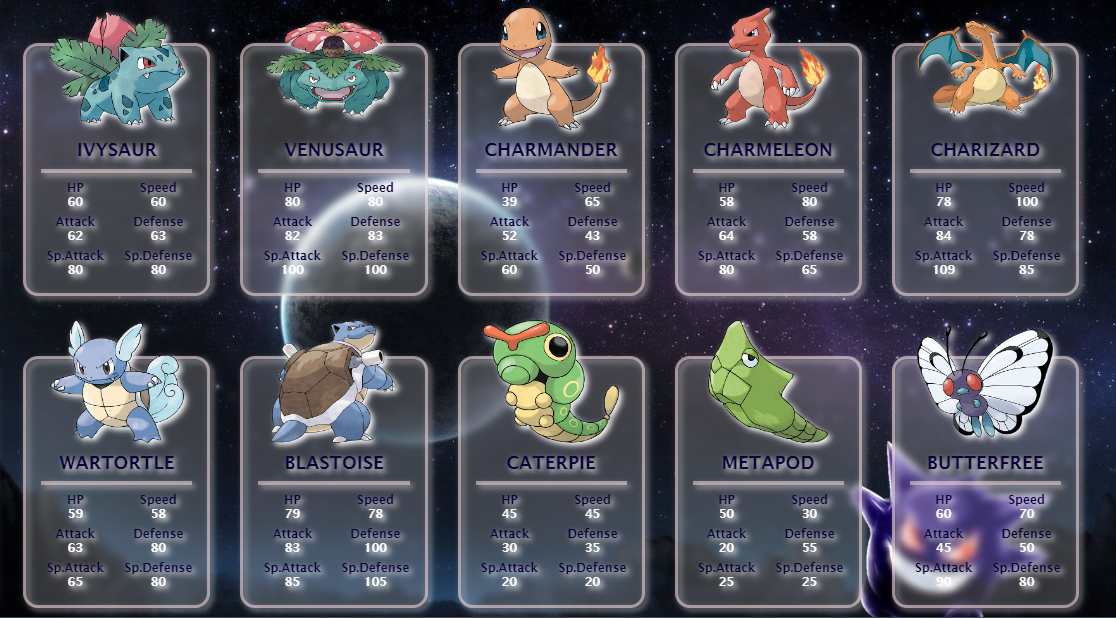 IVYSAUR
HP Speed
60 60
Attack Defense
62 63
Sp.Attack Sp.Defense
80 80
VENUSAUR
HP Speed
80 80
Attack Defense
82 83
Sp.Attack Sp.Defense
100 100
CHARMANDER
HP Speed
39 65
Attack Defense
52 43
Sp.Attack Sp.Defense
60 50
CHARMELEON
HP Speed
58 80
Attack Defense
64 58
Sp.Attack Sp.Defense
80 65
CHARIZARD
HP Speed
78 100
Attack Defense
84 78
Sp.Attack Sp.Defense
109 85
WARTORTLE
HP Speed
59 58
Attack Defense
63 80
Sp.Attack Sp.Defense
65 80
BLASTOISE
HP Speed
79 78
Attack Defense
83 100
Sp.Attack Sp.Defense
85 105
CATERPIE
HP Speed
45 45
Attack Defense
30 35
Sp.Attack Sp.Defense
20 20
METAPOD
HP Speed
50 30
Attack Defense
20 55
Sp.Attack Sp.Defense
25 25
BUTTERFREE
HP Speed
60 70
Attack Defense
45 50
Sp.Attack Sp.Defense
90 80